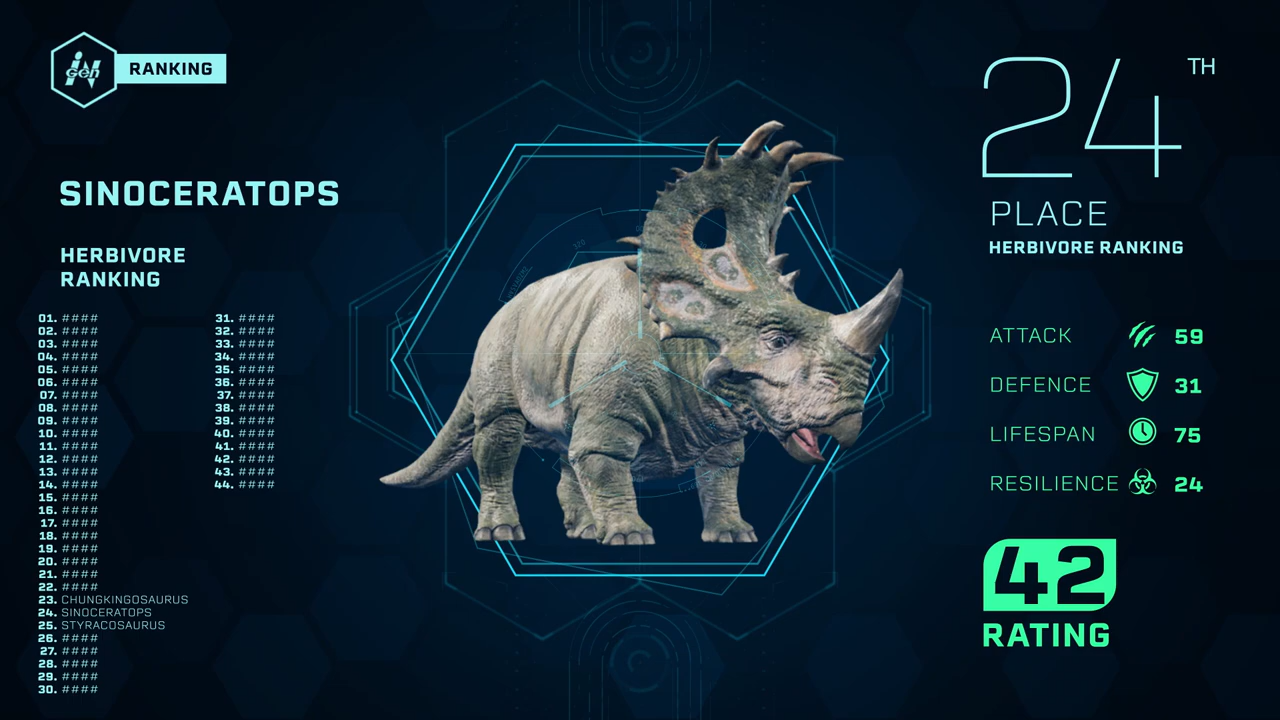 InGen
RANKING
SINOCERATOPS
HERBIVORE
RANKING
01. ####
02. ####
03. ####
04. ####
05. ####
06. ####
07. ####
08. ####
09. ####
10. ####
11. ####
12. ####
13. ####
14. ####
15. ####
16. ####
17. ####
18. ####
19. ####
20. ####
21. ####
22. ####
23. CHUNGKINGOSAURUS
24. SINOCERATOPS
25. STYRACOSAURUS
26. ####
27. ####
28. ####
29. ####
30. ####
31. ####
32. ####
33. ####
34. ####
35. ####
36. ####
37. ####
38. ####
39. ####
40. ####
41. ####
42. ####
43. ####
44. ####
24TH
PLACE
HERBIVORE RANKING
ATTACK 59
DEFENCE 31
LIFESPAN 75
RESILIENCE 24
42
RATING